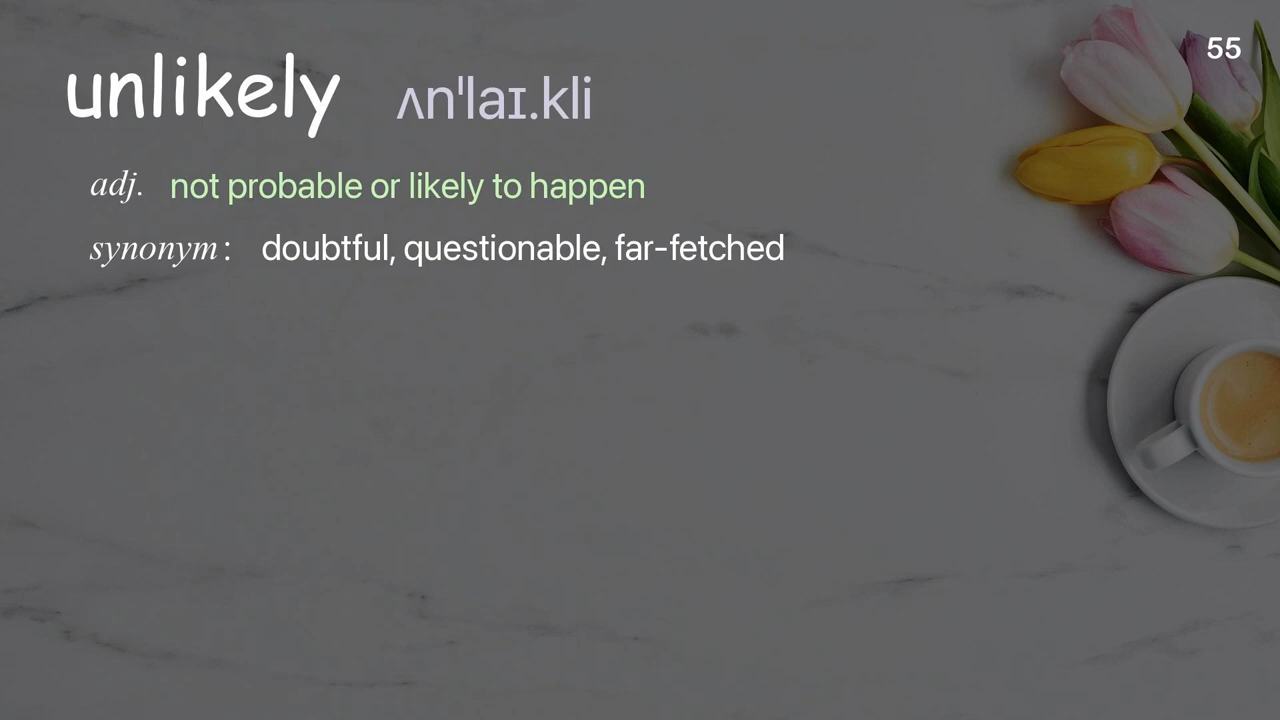 55
unlikely ʌnˈlaɪ.kli
adj. not probable or likely to happen
synonym: doubtful, questionable, far-fetched